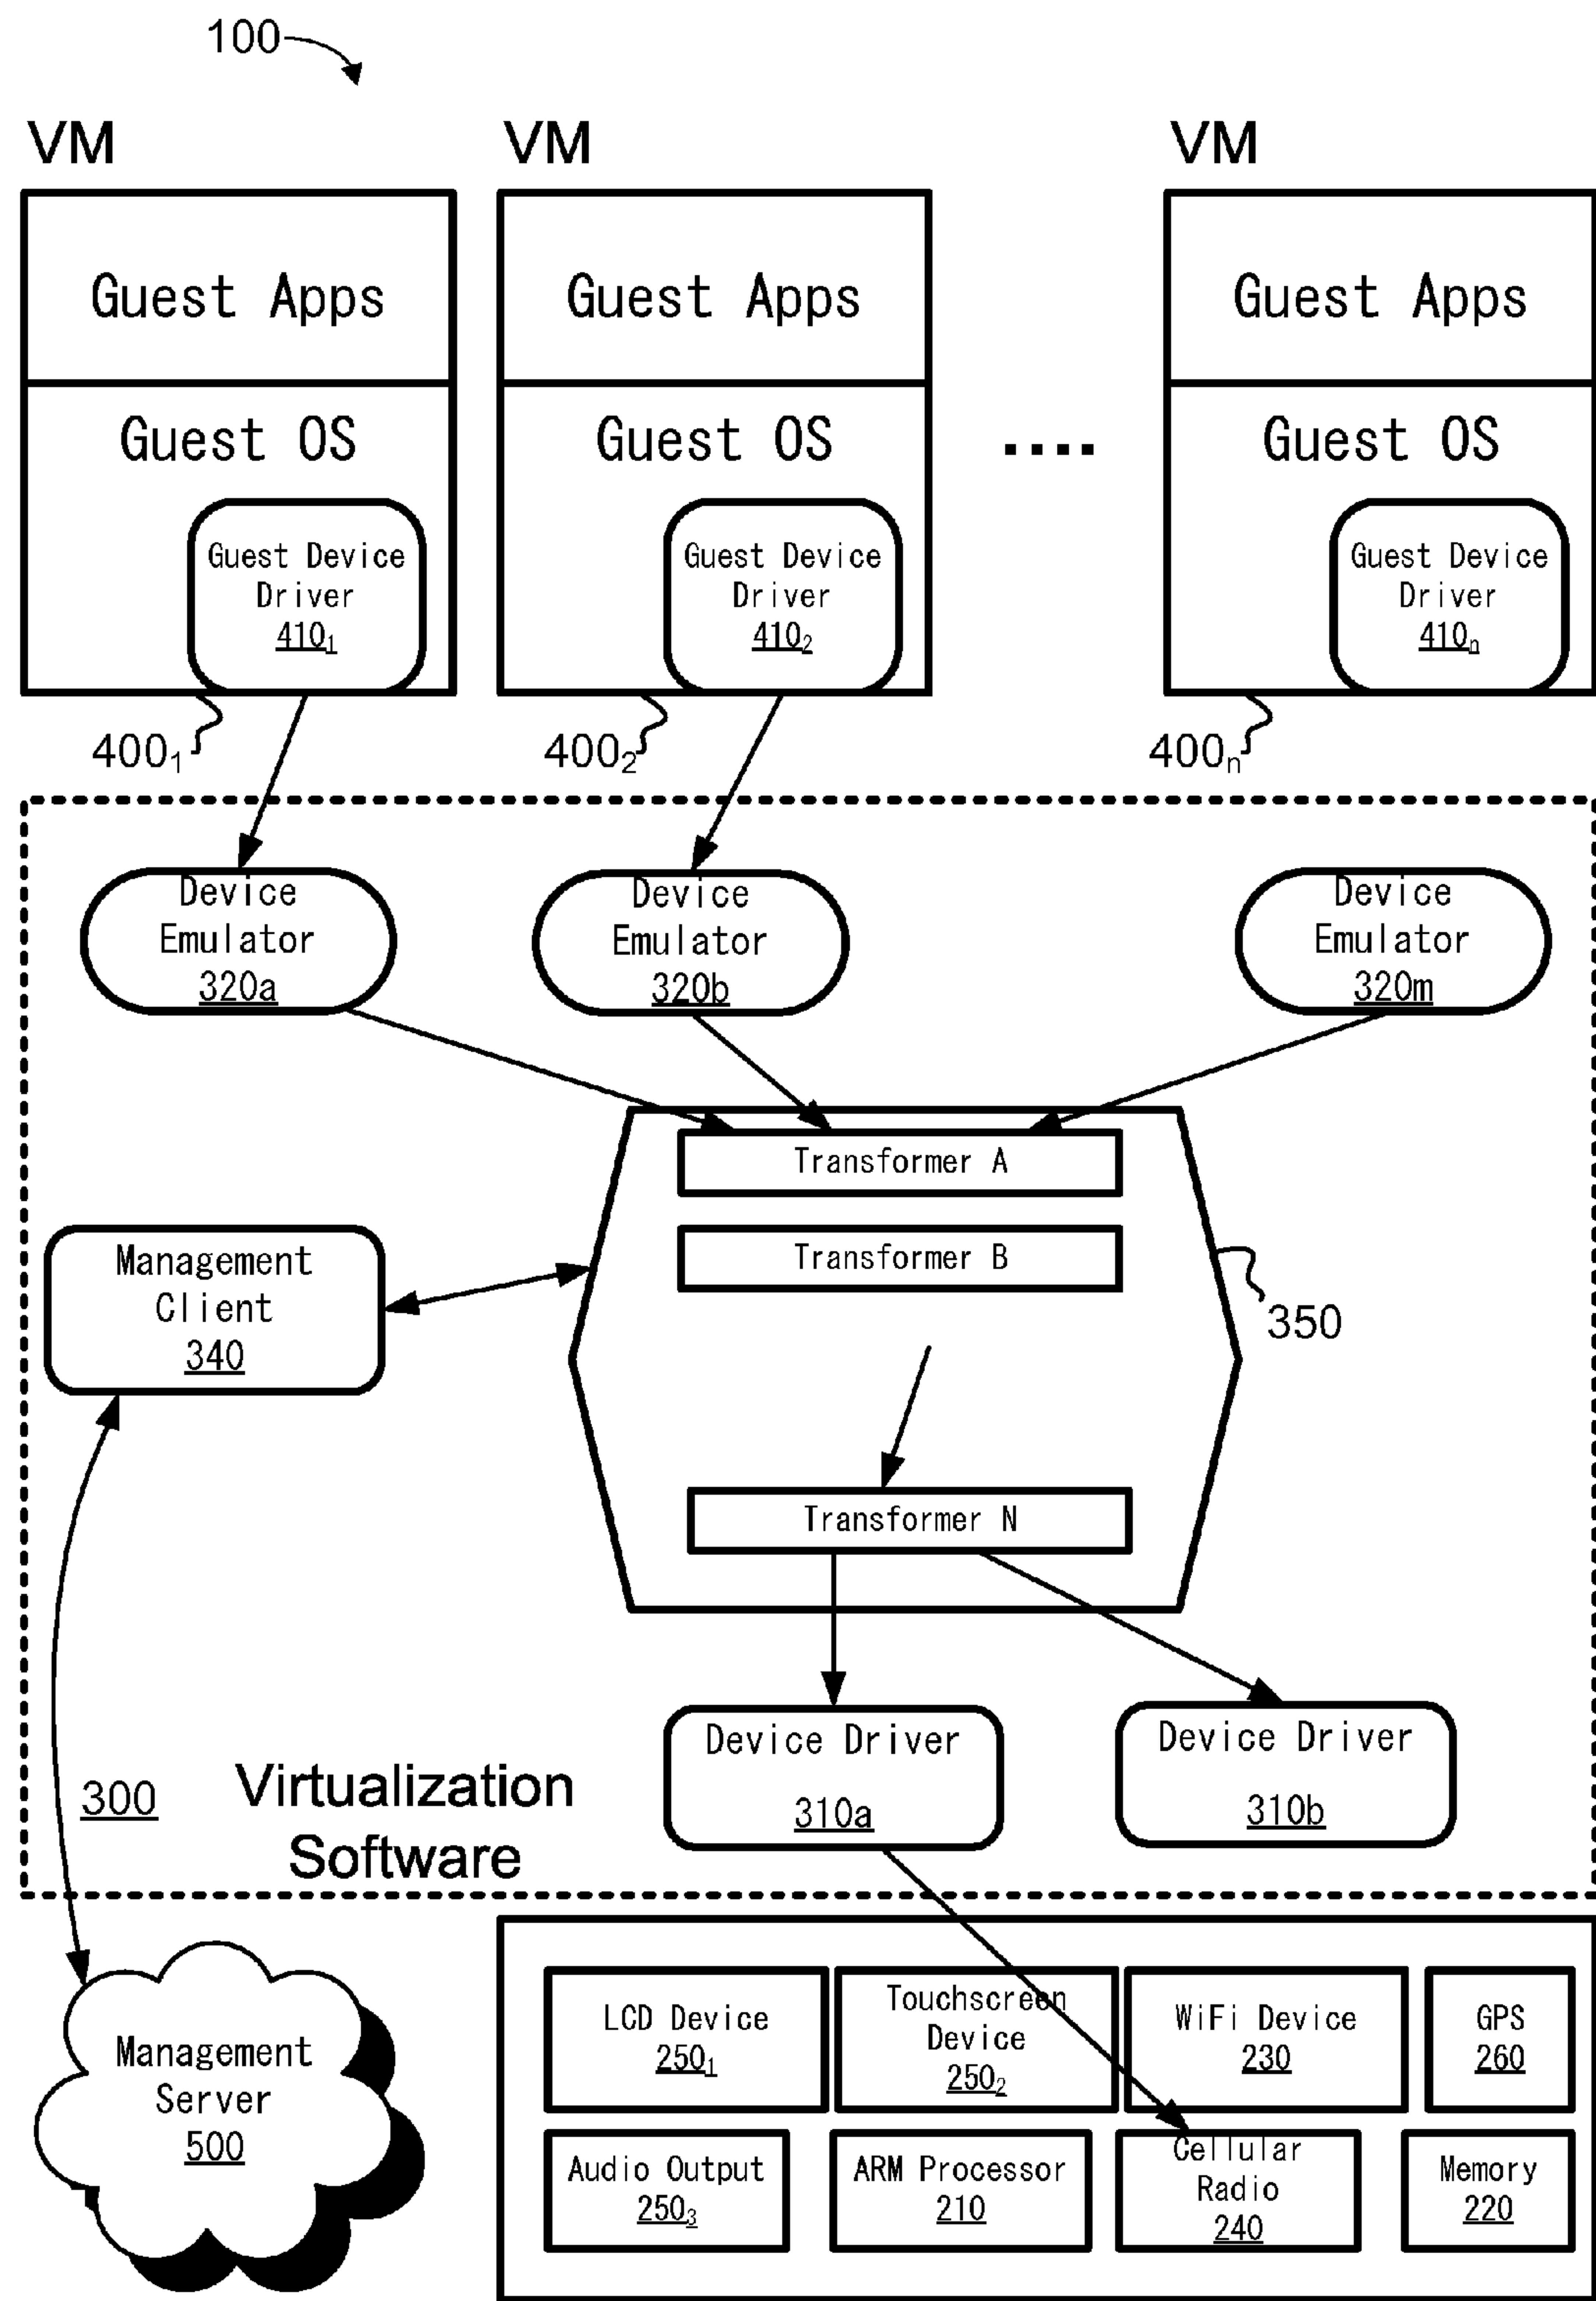 100
VM VM VM
Guest Apps Guest Apps Guest Apps
Guest OS Guest OS .... Guest OS
Guest Device Guest Device Guest Device
Driver Driver Driver
410₁ 410₂ 410ₙ
400₁ 400₂ 400ₙ
Device Device Device
Emulator Emulator Emulator
320a 320b 320m
Transformer A
Transformer B
Management
Client
340
350
Transformer N
Device Driver Device Driver
310a 310b
300 Virtualization
Software
LCD Device
250₁
Touchscreen
Device
250₂
WiFi Device
230
GPS
260
Management
Server
500
Audio Output
250₃
ARM Processor
210
Cellular
Radio
240
Memory
220